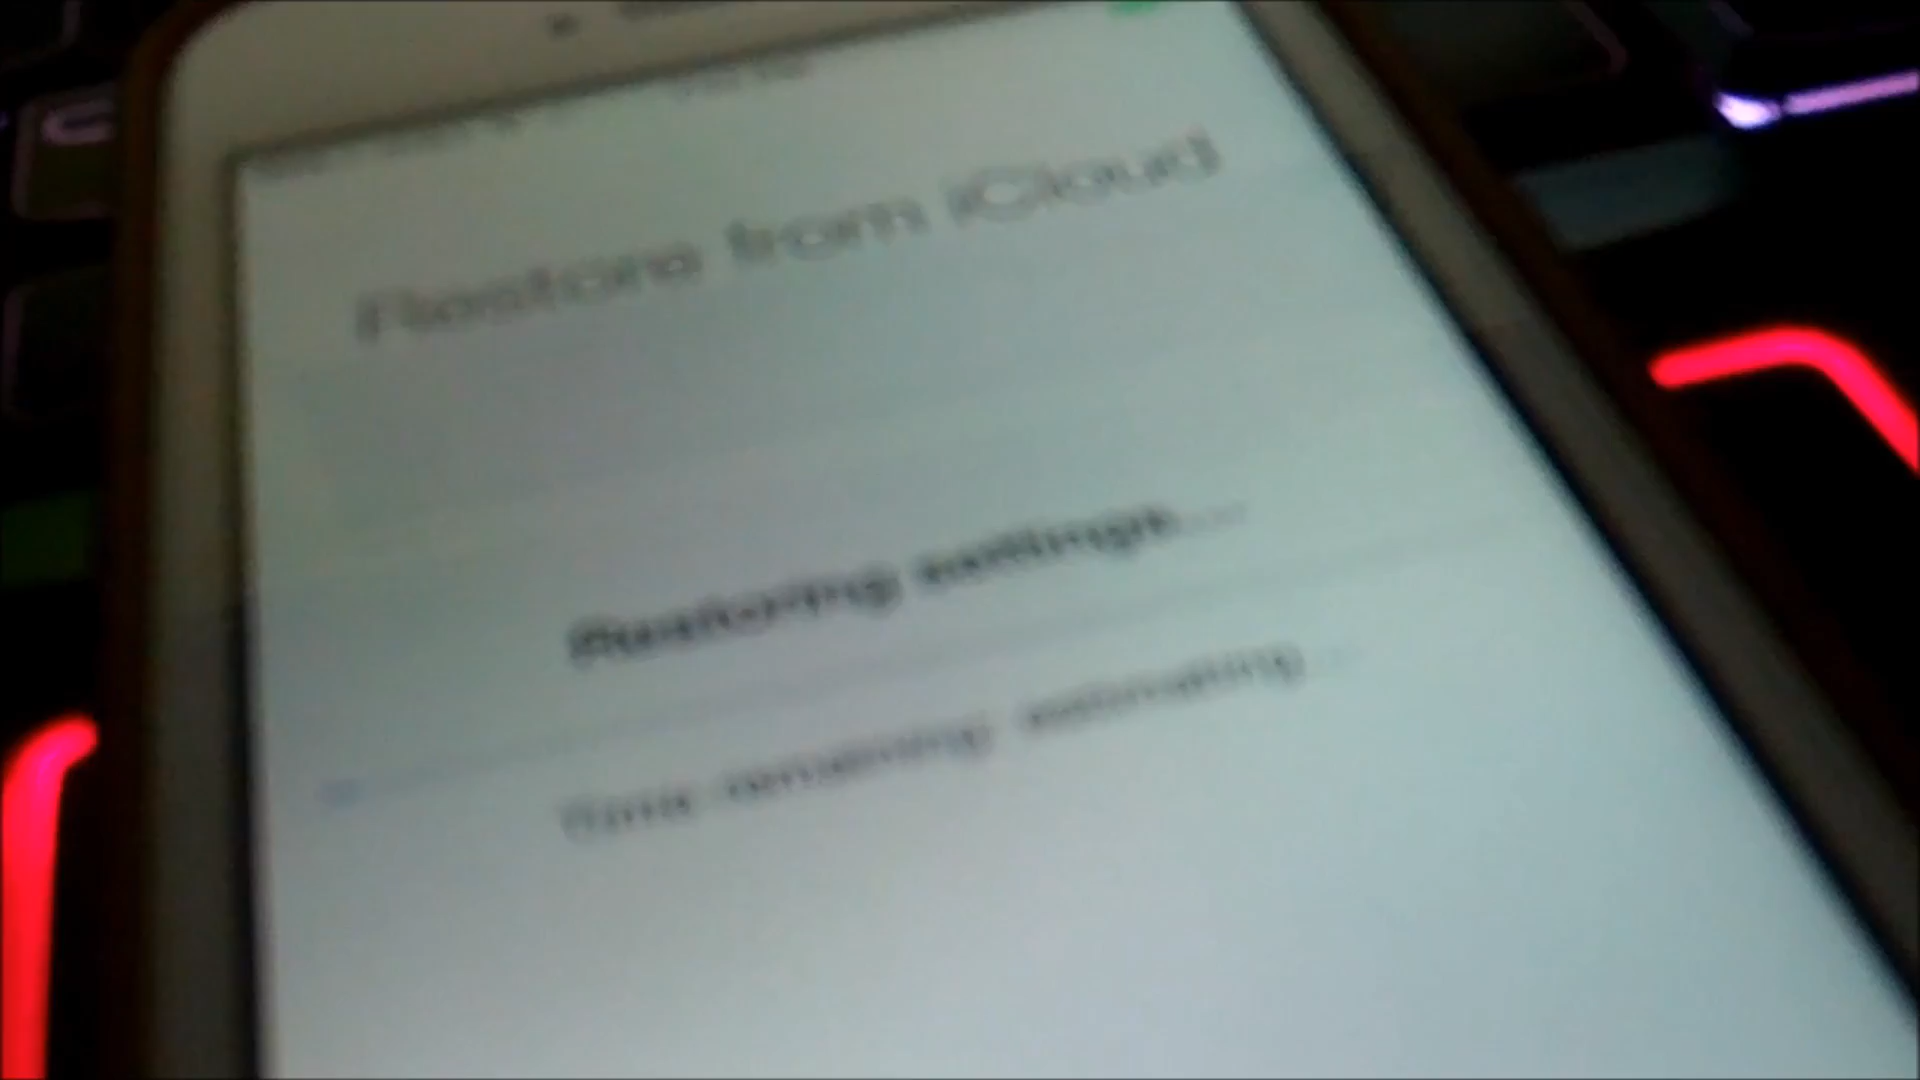 Restore from iCloud
Restoring settings...
Time remaining: estimating...